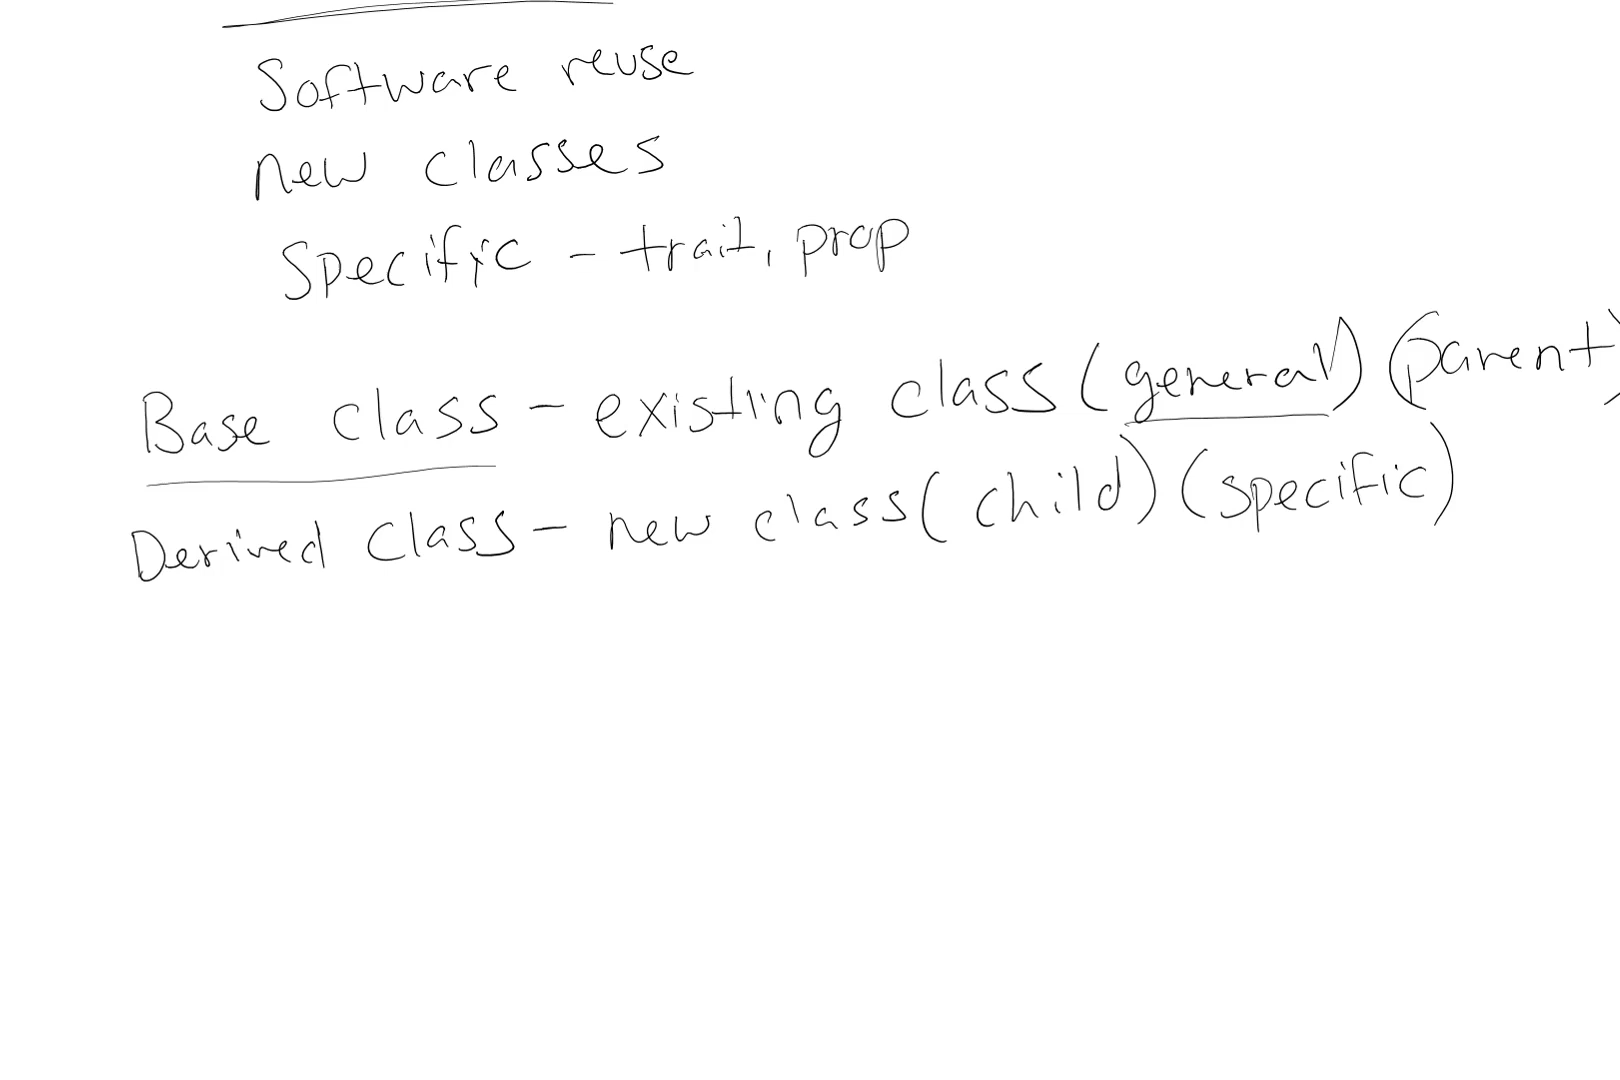 Software reuse
new classes
Specific - trait, prop
Base class - existing class (general) (parent)
Derived class - new class (child) (specific)